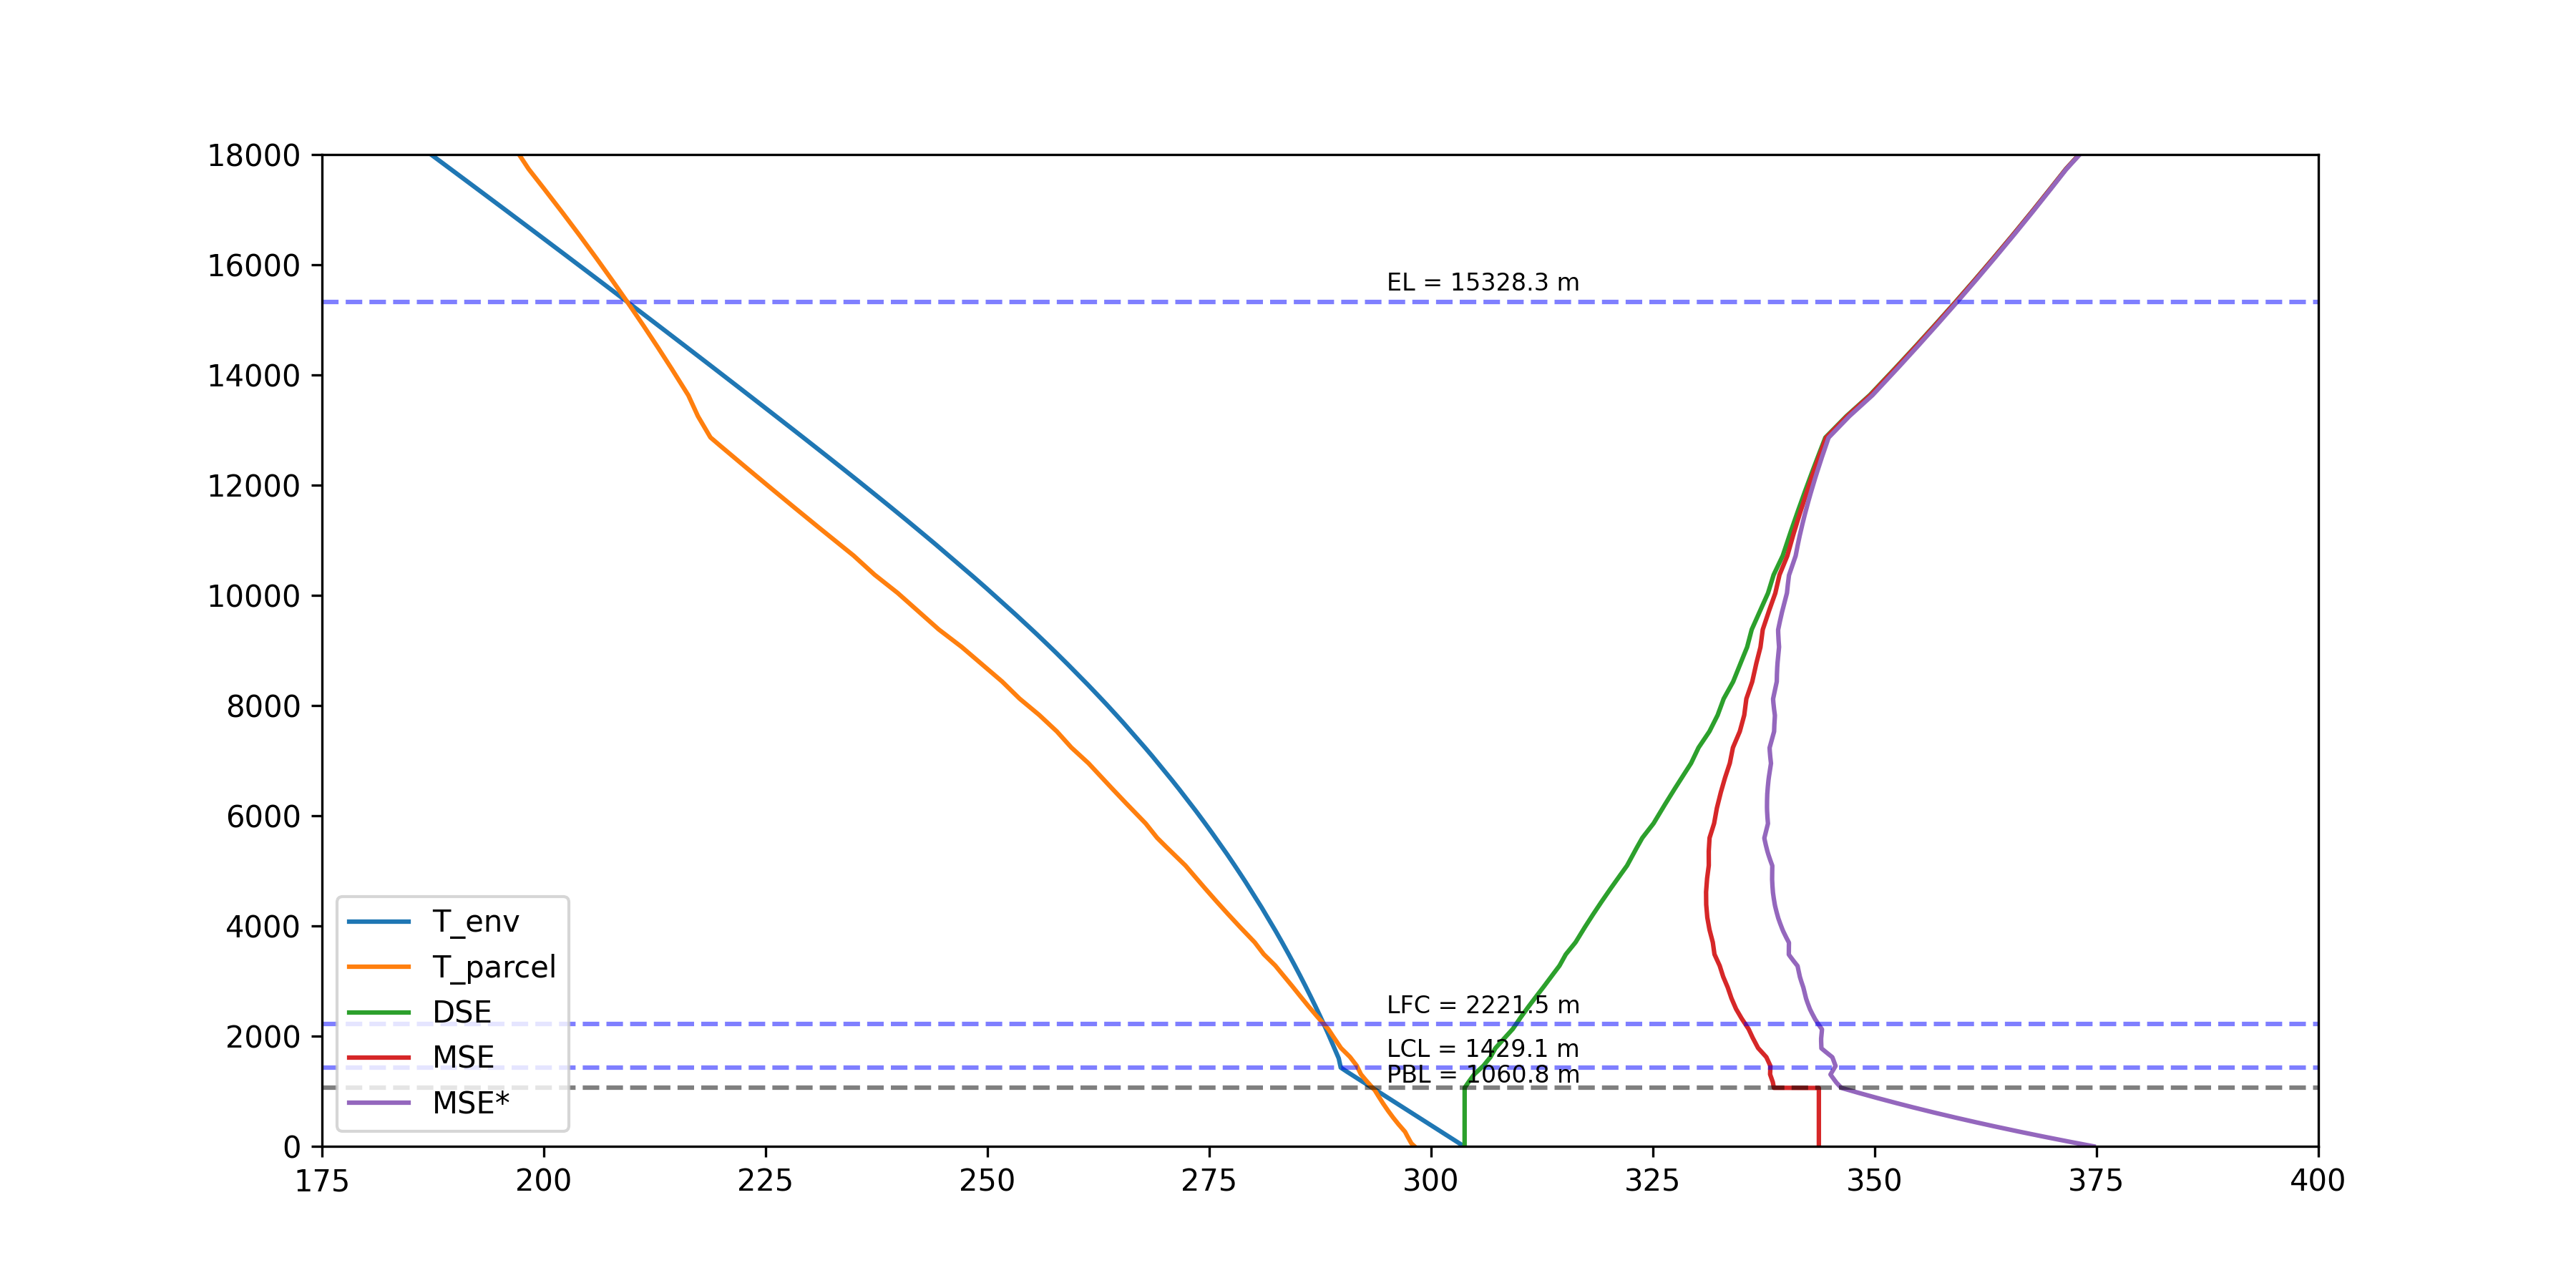 18000
16000
14000
12000
10000
8000
6000
4000
2000
0
EL = 15328.3 m
LFC = 2221.5 m
LCL = 1429.1 m
PBL = 1060.8 m
T_env
T_parcel
DSE
MSE
MSE*
175 200 225 250 275 300 325 350 375 400